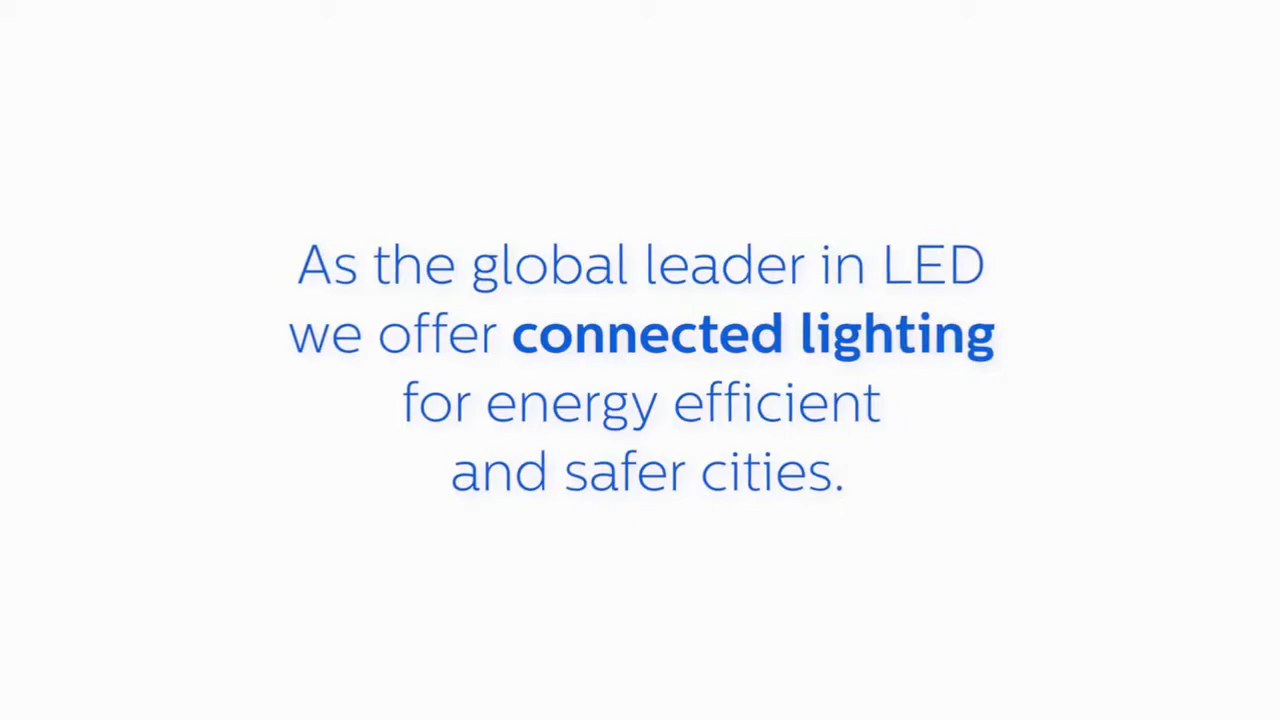 As the global leader in LED
we offer connected lighting
for energy efficient
and safer cities.